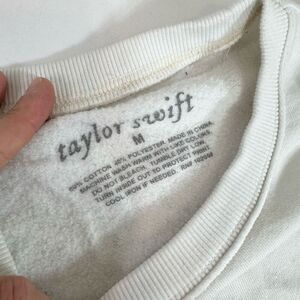 taylor swift
M
60% COTTON 40% POLYESTER. MADE IN CHINA
MACHINE WASH WARM WITH LIKE COLORS.
DO NOT BLEACH. TUMBLE DRY LOW.
TURN INSIDE OUT TO PROTECT PRINT.
COOL IRON IF NEEDED.